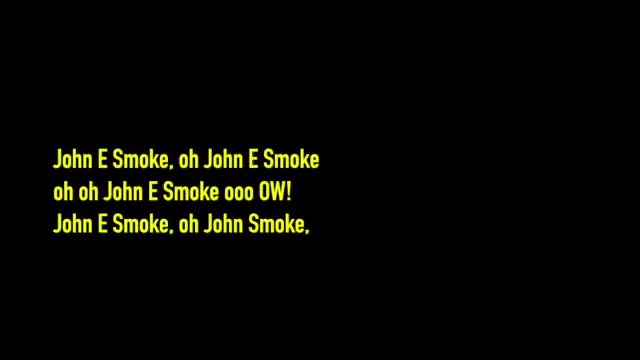 John E Smoke, oh John E Smoke
oh oh John E Smoke ooo OW!
John E Smoke, oh John Smoke,